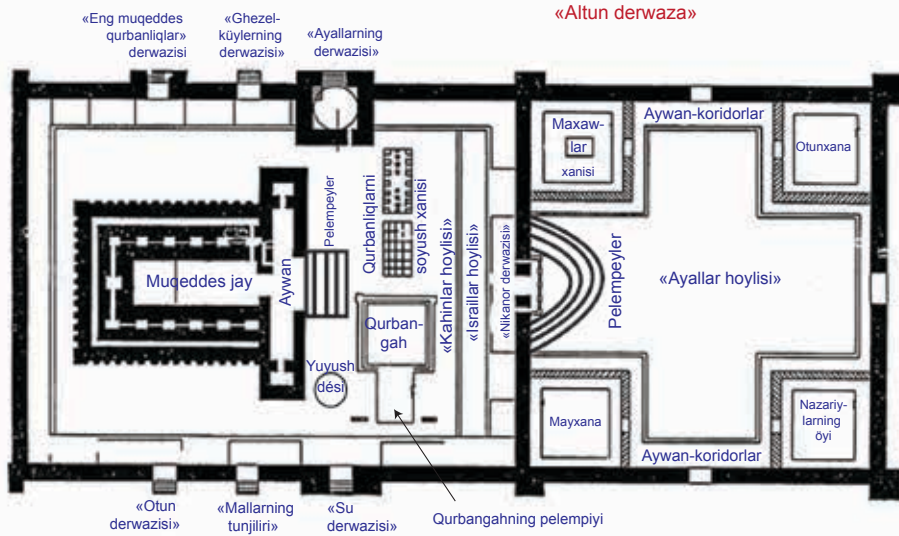 «Altun derwaza»
«Eng muqeddes
qurbanliqlar»
derwazisi
«Ghezel-
küylerning
derwazisi»
«Ayallarning
derwazisi»
Maxaw-
lar
xanisi
Aywan-koridorlar
Otunxana
Muqeddes jay
Aywan
Pelempeyler
Qurbanliqlarni
soyush xanisi
«Kahinlar hoylisi»
«Israillar hoylisi»
«Nikanor derwazisi»
Pelempeyler
«Ayallar hoylisi»
Qurban-
gah
Yuyush
dési
Mayxana
Aywan-koridorlar
Nazariy-
larning
öyi
«Otun
derwazisi»
«Mallarning
tunjiliri»
«Su
derwazisi»
Qurbangahning pelempiyi